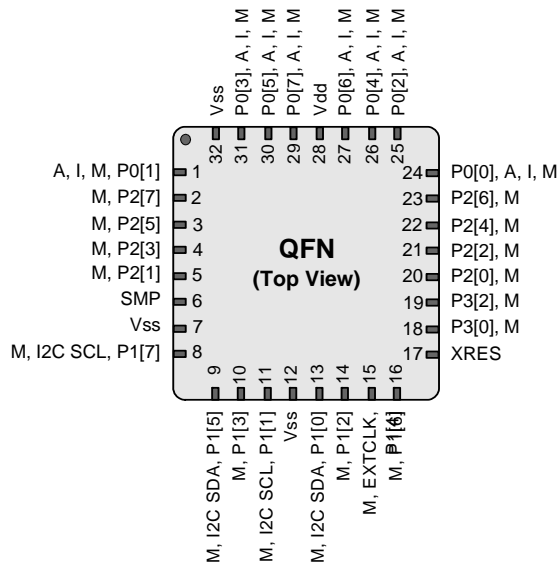 Vss
P0[3], A, I, M
P0[5], A, I, M
P0[7], A, I, M
Vdd
P0[6], A, I, M
P0[4], A, I, M
P0[2], A, I, M
32 31 30 29 28 27 26 25
A, I, M, P0[1] 1
M, P2[7] 2
M, P2[5] 3
M, P2[3] 4
M, P2[1] 5
SMP 6
Vss 7
M, I2C SCL, P1[7] 8
QFN
(Top View)
24 P0[0], A, I, M
23 P2[6], M
22 P2[4], M
21 P2[2], M
20 P2[0], M
19 P3[2], M
18 P3[0], M
17 XRES
9 10 11 12 13 14 15 16
M, I2C SDA, P1[5]
M, P1[3]
M, I2C SCL, P1[1]
Vss
M, I2C SDA, P1[0]
M, P1[2]
M, EXTCLK,
P1[4]
M, P1[6]